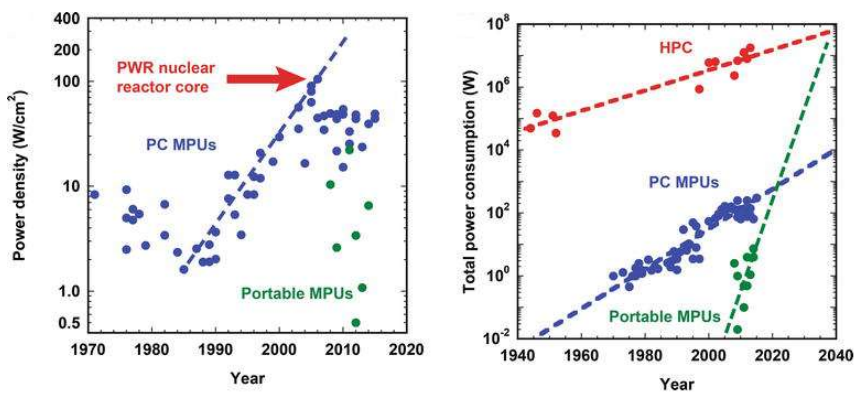 400
200
100
10
1.0
0.5
Power density (W/cm²)
PWR nuclear
reactor core
PC MPUs
Portable MPUs
1970 1980 1990 2000 2010 2020
Year
10⁸
10⁶
10⁴
10²
10⁰
10⁻²
Total power consumption (W)
HPC
PC MPUs
Portable MPUs
1940 1960 1980 2000 2020 2040
Year